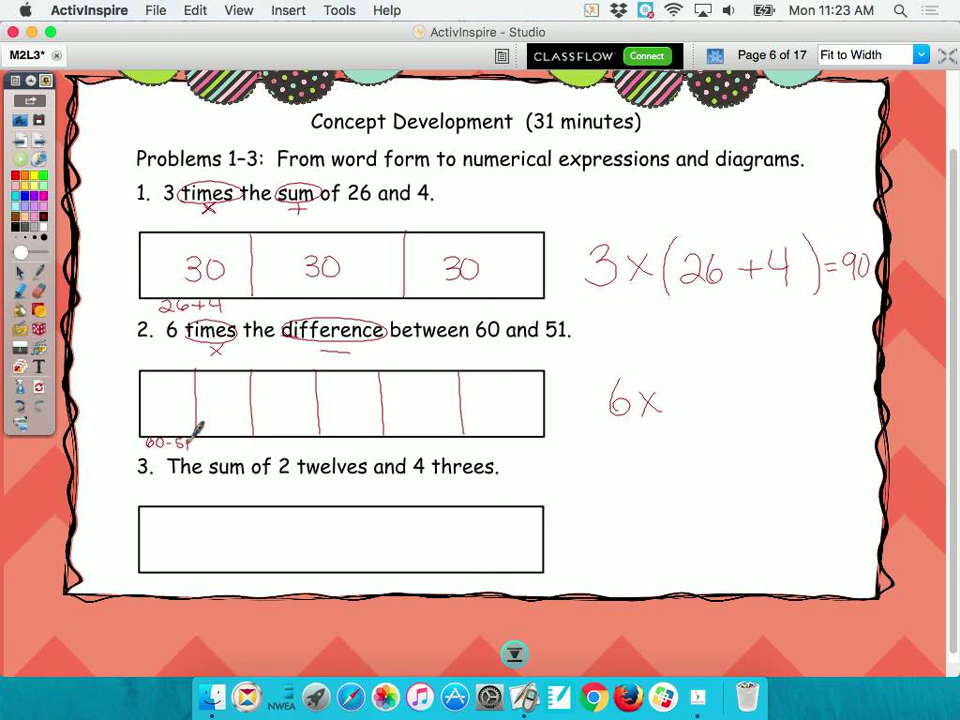 ActivInspire File Edit View Insert Tools Help Mon 11:23 AM
ActivInspire - Studio
M2L3* CLASSFLOW Connect Page 6 of 17 Fit to Width
Concept Development (31 minutes)
Problems 1–3: From word form to numerical expressions and diagrams.
1. 3 times the sum of 26 and 4.
× +
30 30 30 3 × (26 + 4) = 90
26+4
2. 6 times the difference between 60 and 51.
× —
6 ×
60-51
3. The sum of 2 twelves and 4 threes.
T
NWEA